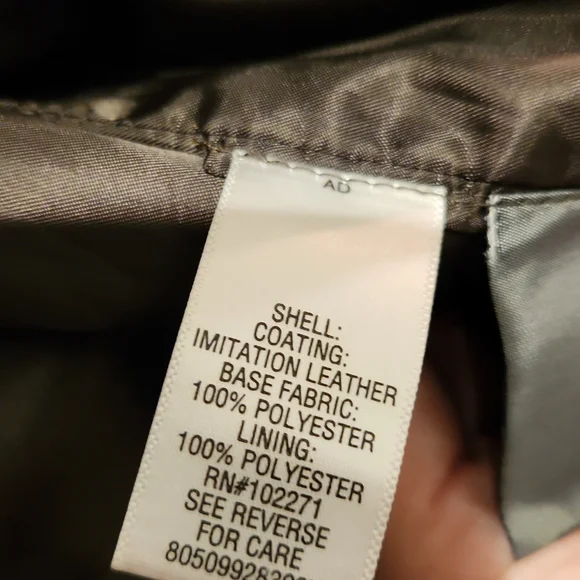 AD
SHELL:
COATING:
IMITATION LEATHER
BASE FABRIC:
100% POLYESTER
LINING:
100% POLYESTER
RN#102271
SEE REVERSE
FOR CARE